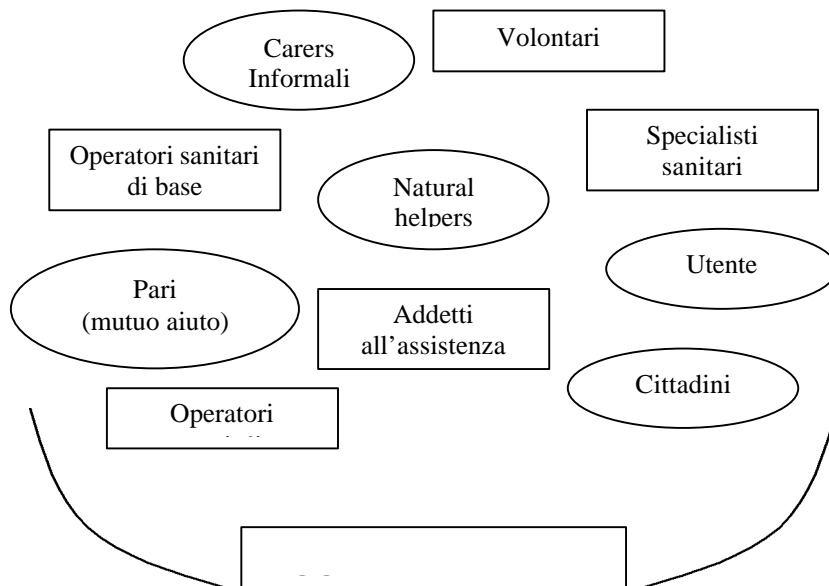 Carers
Informali
Volontari
Operatori sanitari
di base
Specialisti
sanitari
Natural
helpers
Utente
Pari
(mutuo aiuto)
Addetti
all’assistenza
Cittadini
Operatori